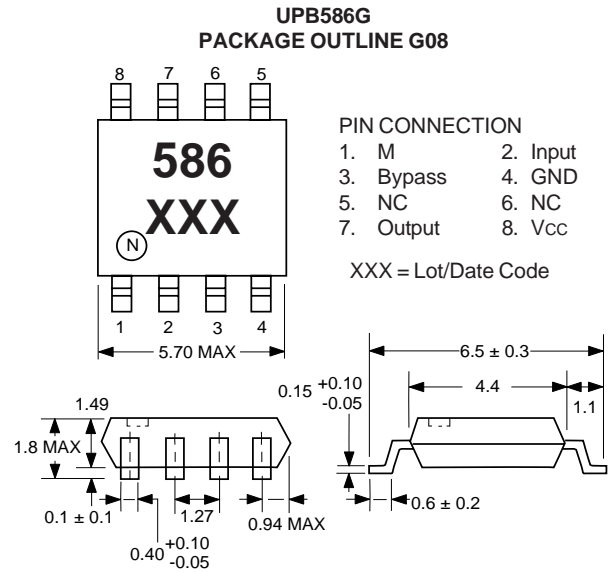 UPB586G
PACKAGE OUTLINE G08
8 7 6 5
586
XXX
N
1 2 3 4
5.70 MAX
PIN CONNECTION
1. M 2. Input
3. Bypass 4. GND
5. NC 6. NC
7. Output 8. VCC
XXX = Lot/Date Code
1.49
1.8 MAX
0.1 ± 0.1
1.27
0.94 MAX
0.40 +0.10 -0.05
6.5 ± 0.3
4.4
1.1
0.15 +0.10 -0.05
0.6 ± 0.2